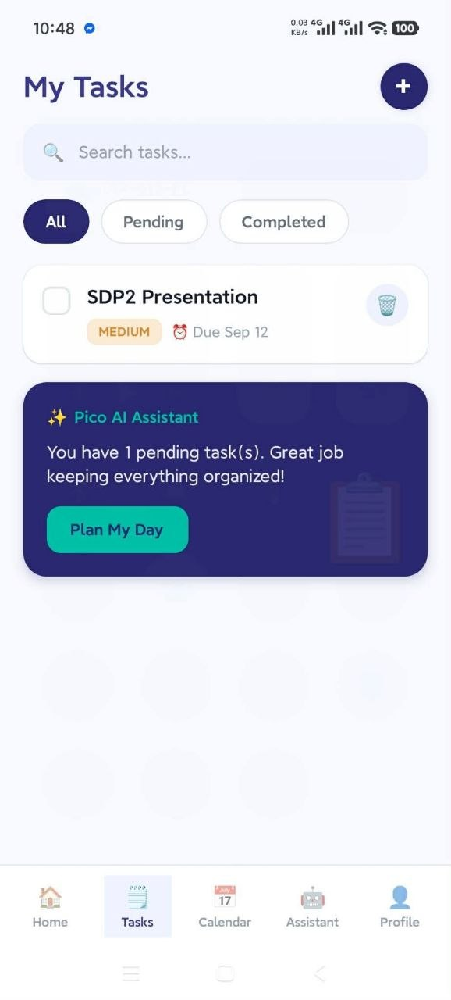 10:48
0.03 KB/s 4G 4G 100
My Tasks
+
Search tasks...
All Pending Completed
SDP2 Presentation
MEDIUM Due Sep 12
Pico AI Assistant
You have 1 pending task(s). Great job
keeping everything organized!
Plan My Day
July
17
Home Tasks Calendar Assistant Profile